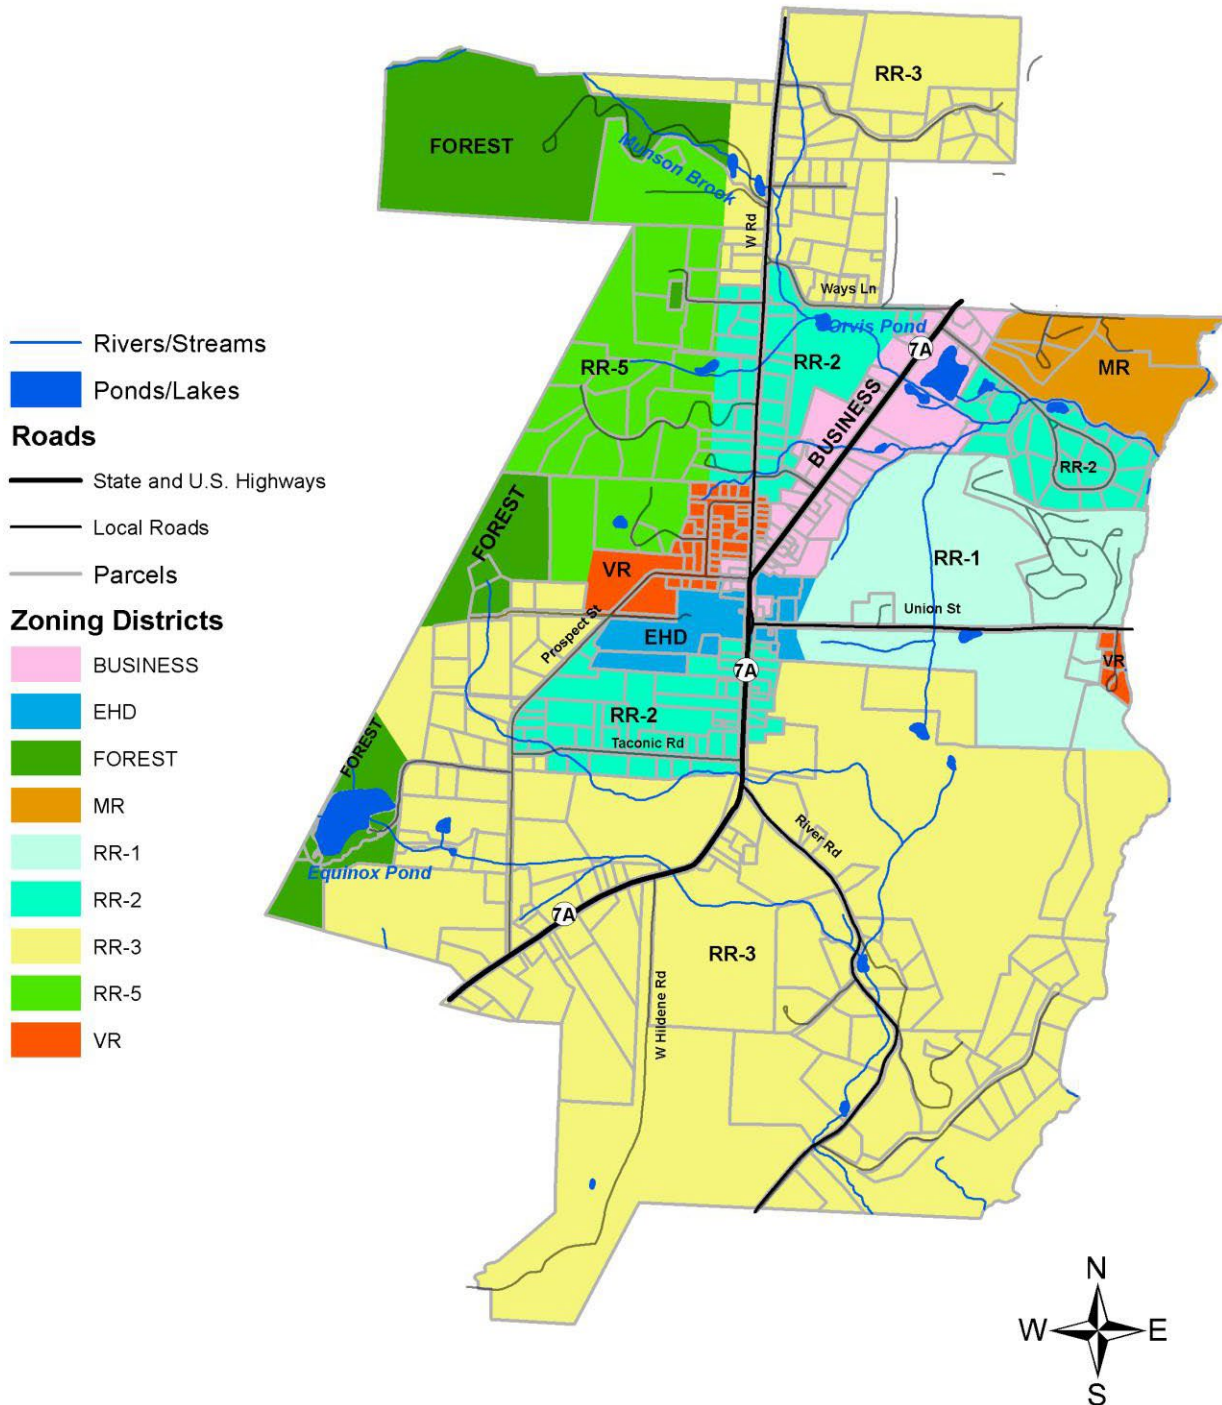 RR-3
FOREST
Munson Brook
W Rd
Ways Ln
Orvis Pond
7A
Rivers/Streams
Ponds/Lakes
RR-5
RR-2
MR
BUSINESS
Roads
State and U.S. Highways
RR-2
Local Roads
FOREST
RR-1
Parcels
VR
Union St
Zoning Districts
Prospect St
EHD
BUSINESS
7A
VR
EHD
RR-2
FOREST
Taconic Rd
FOREST
MR
River Rd
RR-1
Equinox Pond
RR-2
7A
RR-3
RR-3
RR-5
W Hildene Rd
VR
N
W E
S